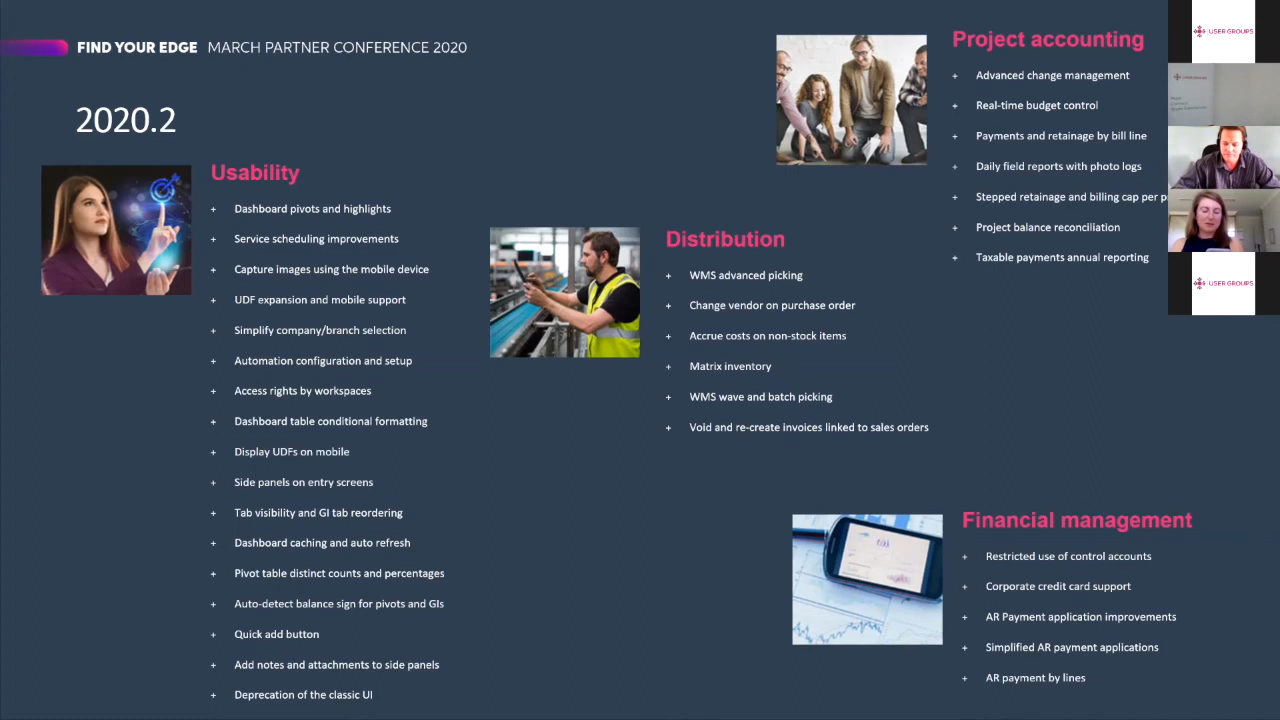 FIND YOUR EDGE MARCH PARTNER CONFERENCE 2020
2020.2
Usability
+ Dashboard pivots and highlights
+ Service scheduling improvements
+ Capture images using the mobile device
+ UDF expansion and mobile support
+ Simplify company/branch selection
+ Automation configuration and setup
+ Access rights by workspaces
+ Dashboard table conditional formatting
+ Display UDFs on mobile
+ Side panels on entry screens
+ Tab visibility and GI tab reordering
+ Dashboard caching and auto refresh
+ Pivot table distinct counts and percentages
+ Auto-detect balance sign for pivots and GIs
+ Quick add button
+ Add notes and attachments to side panels
+ Deprecation of the classic UI
Distribution
+ WMS advanced picking
+ Change vendor on purchase order
+ Accrue costs on non-stock items
+ Matrix inventory
+ WMS wave and batch picking
+ Void and re-create invoices linked to sales orders
Project accounting
+ Advanced change management
+ Real-time budget control
+ Payments and retainage by bill line
+ Daily field reports with photo logs
+ Stepped retainage and billing cap per p
+ Project balance reconciliation
+ Taxable payments annual reporting
Financial management
+ Restricted use of control accounts
+ Corporate credit card support
+ AR Payment application improvements
+ Simplified AR payment applications
+ AR payment by lines
USER GROUPS
USER GROUPS